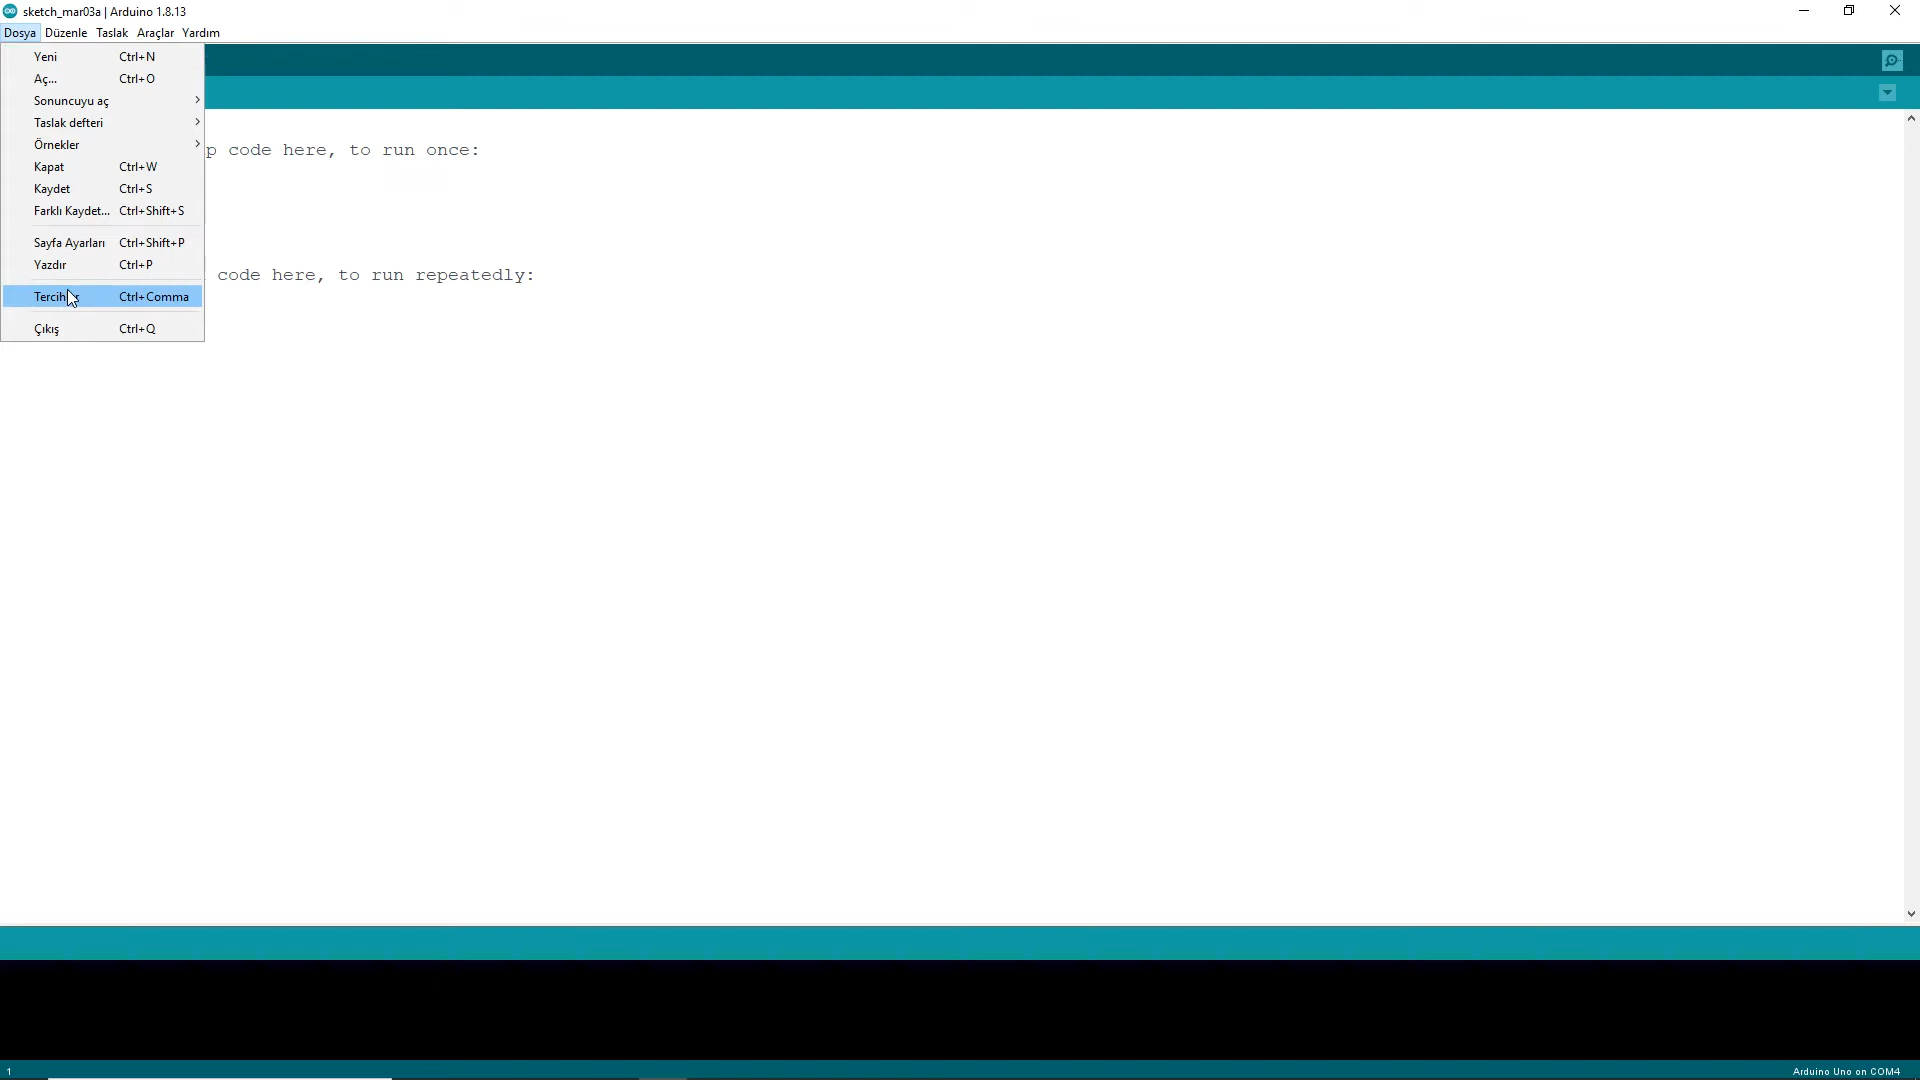 sketch_mar03a | Arduino 1.8.13
Dosya Düzenle Taslak Araçlar Yardım
Yeni Ctrl+N
Aç... Ctrl+O
Sonuncuyu aç
Taslak defteri
Örnekler
p code here, to run once:
Kapat Ctrl+W
Kaydet Ctrl+S
Farklı Kaydet... Ctrl+Shift+S
Sayfa Ayarları Ctrl+Shift+P
Yazdır Ctrl+P
code here, to run repeatedly:
Ctrl+Comma
Çıkış Ctrl+Q
1
Arduino Uno on COM4